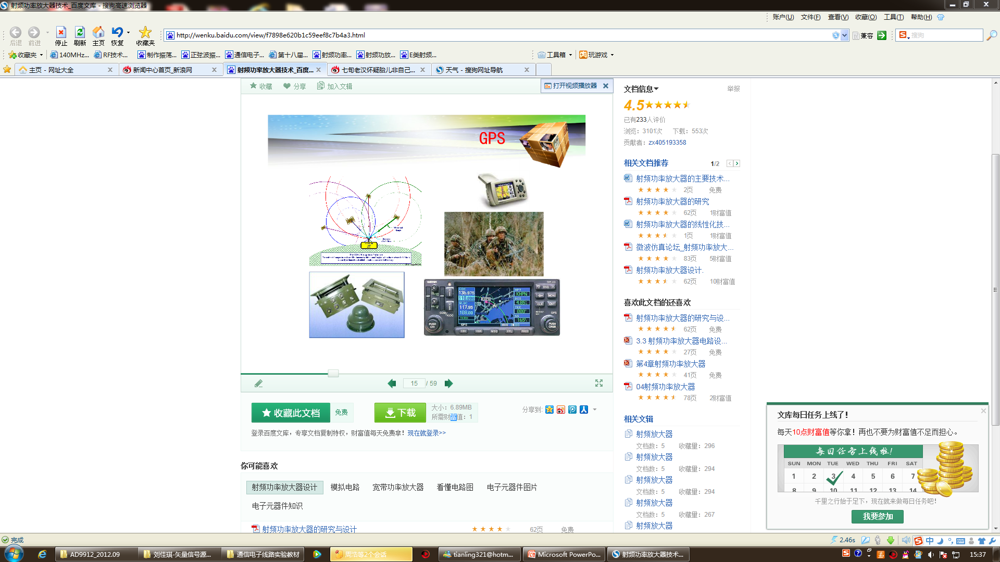 射频功率放大器技术_百度文库 - 搜狗高速浏览器
账户(U) 文件(F) 查看(V) 收藏(O) 工具(T) 帮助(H)
后退 前进 停止 刷新 主页 恢复 收藏夹
http://wenku.baidu.com/view/f7898e620b1c59eef8c7b4a3.html
兼容
搜狗
收藏夹 140MHz... RF技术... 制作振荡... 正弦波振... 通信电子... 第十八届... 射频功率... 射频功放... E类射频... 工具箱 玩游戏
主页 - 网址大全 新闻中心首页_新浪网 射频功率放大器技术_百度... 七旬老汉怀疑胎儿非自己... 天气 - 搜狗网址导航
收藏 分享 加入文辑 打开视频播放器
GPS
GARMIN
COM
136.975
118.000
VLOC
117.95
108.00
TERM
KHPN
WPT
KHPN
DIS
TKE
000°
GS
165
GPS
NAV
MENU
CLR ENT
PUSH C/V
PUSH CRSR
CDI OBS MSG FPL PROC
15 / 59
收藏此文档 免费
下载
大小：6.89MB
所需财富值：1
分享到:
登录百度文库，专享文档复制特权，财富值每天免费拿！现在就登录>>
你可能喜欢
射频功率放大器设计 模拟电路 宽带功率放大器 看懂电路图 电子元器件图片
电子元器件知识
射频功率放大器的研究与设计 62页 免费
文档信息 举报
4.5
已有233人评价
浏览：3101次 下载：553次
贡献者：zx405193358
相关文档推荐 1/2
射频功率放大器的主要技术...
2页 免费
射频功率放大器的研究
62页 1财富值
射频功率放大器的线性化技...
1页 1财富值
微波仿真论坛_射频功率放大...
83页 5财富值
射频功率放大器设计.
62页 10财富值
喜欢此文档的还喜欢
射频功率放大器的研究与设...
62页 免费
3.3 射频功率放大器电路设...
27页 免费
第4章射频功率放大器
41页 免费
04射频功率放大器
78页 2财富值
相关文辑
射频放大器
文档数：5 收藏量：296
射频放大器
文档数：5 收藏量：294
射频放大器
文档数：5 收藏量：294
射频放大器
文档数：5 收藏量：267
射频放大器
文库每日任务上线了！
每天10点财富值等你拿！再也不要为财富值不足而担心。
每日任务上线啦!
SUN MON TUE WED THU FRI SAT
1 2 3 4 5 6 7
8 9 10 11 12 13 14
千里之行始于足下，现在就来做每日任务吧！
我要参加
完成
2.46s
中
AD9912_2012.09 刘佳琪-矢量信号源... 通信电子线路实验教材 周浩等2个会话 tianling321@hotm... Microsoft PowerPo... 射频功率放大器技术...
15:37